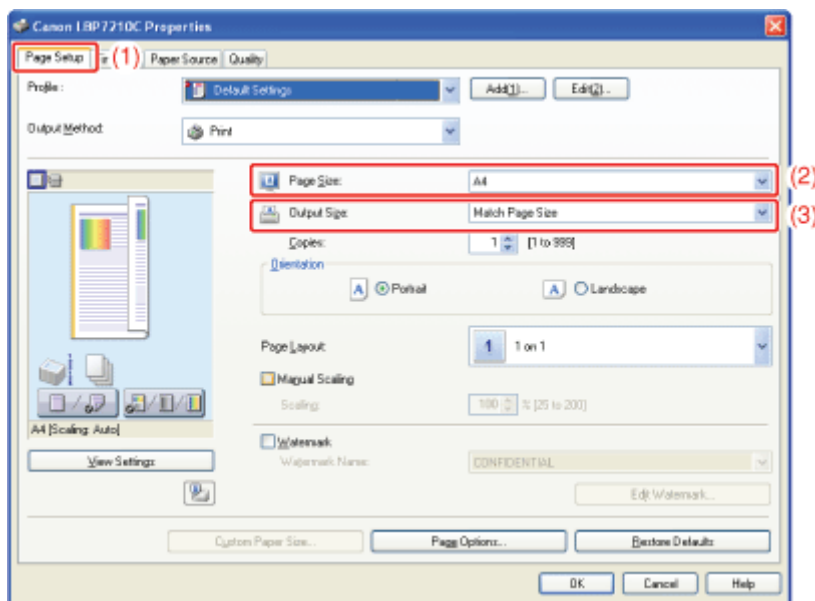 Canon LBP7210C Properties
Page Setup (1) Paper Source Quality
Profile : Default Settings Add(1)... Edit(2)...
Output Method: Print
Page Size: A4 (2)
Output Size: Match Page Size (3)
Copies: 1 [1 to 999]
Orientation
A Portrait A Landscape
Page Layout: 1 1 on 1
Manual Scaling
Scaling: 100 % [25 to 200]
A4 [Scaling: Auto]
Watermark
View Settings Watermark Name: CONFIDENTIAL
Edit Watermark...
Custom Paper Size... Page Options... Restore Defaults
OK Cancel Help